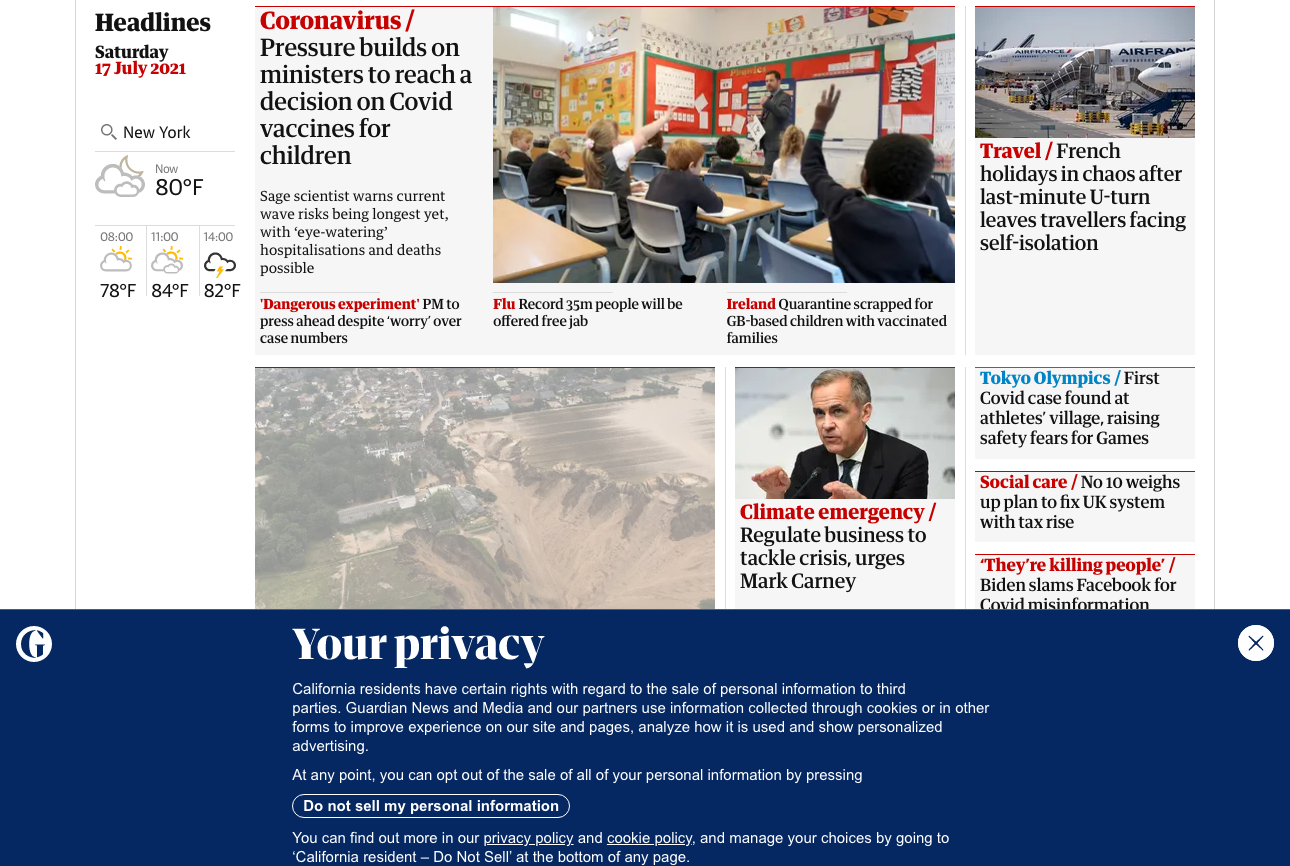 Headlines
Saturday
17 July 2021
New York
Now
80°F
08:00
11:00
14:00
78°F
84°F
82°F
Coronavirus /
Pressure builds on
ministers to reach a
decision on Covid
vaccines for
children
Sage scientist warns current
wave risks being longest yet,
with ‘eye-watering’
hospitalisations and deaths
possible
'Dangerous experiment' PM to
press ahead despite ‘worry’ over
case numbers
Flu Record 35m people will be
offered free jab
Ireland Quarantine scrapped for
GB-based children with vaccinated
families
AIRFRANCE
AIRFRANC
Travel / French
holidays in chaos after
last-minute U-turn
leaves travellers facing
self-isolation
Climate emergency /
Regulate business to
tackle crisis, urges
Mark Carney
Tokyo Olympics / First
Covid case found at
athletes’ village, raising
safety fears for Games
Social care / No 10 weighs
up plan to fix UK system
with tax rise
‘They’re killing people’ /
Biden slams Facebook for
Covid misinformation
G
Your privacy
California residents have certain rights with regard to the sale of personal information to third
parties. Guardian News and Media and our partners use information collected through cookies or in other
forms to improve experience on our site and pages, analyze how it is used and show personalized
advertising.
At any point, you can opt out of the sale of all of your personal information by pressing
Do not sell my personal information
You can find out more in our privacy policy and cookie policy, and manage your choices by going to
‘California resident – Do Not Sell’ at the bottom of any page.